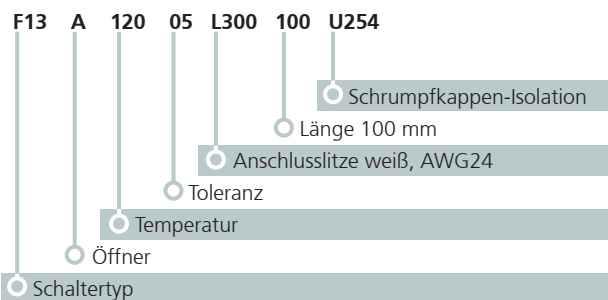 F13 A 120 05 L300 100 U254
Schrumpfkappen-Isolation
Länge 100 mm
Anschlusslitze weiß, AWG24
Toleranz
Temperatur
Öffner
Schaltertyp